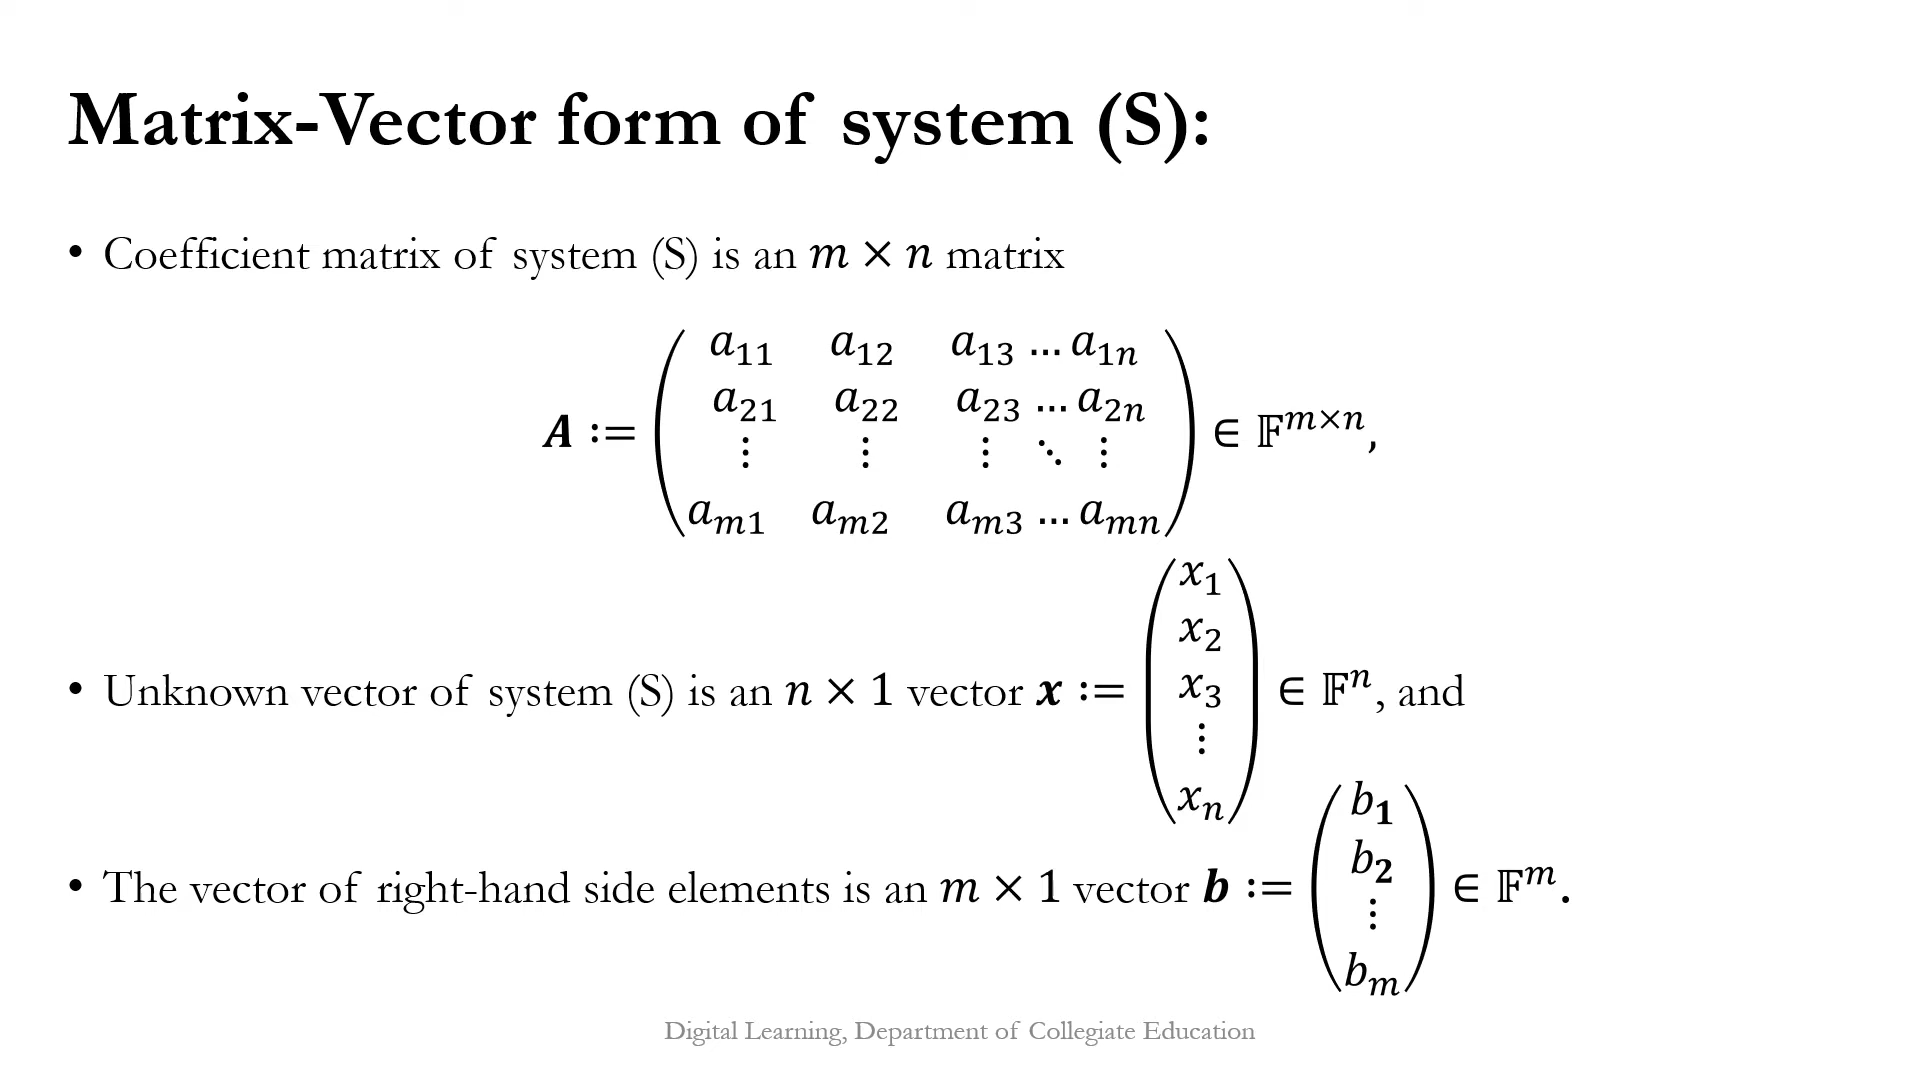 Matrix-Vector form of system (S):
• Coefficient matrix of system (S) is an 𝑚 × 𝑛 matrix
𝑨 := ( a₁₁ a₁₂ a₁₃ … a₁ₙ
a₂₁ a₂₂ a₂₃ … a₂ₙ
⋮ ⋮ ⋮ ⋱ ⋮
aₘ₁ aₘ₂ aₘ₃ … aₘₙ ) ∈ 𝔽^{m×n},
• Unknown vector of system (S) is an 𝑛 × 1 vector 𝒙 := ( x₁
x₂
x₃
⋮
xₙ ) ∈ 𝔽ⁿ, and
• The vector of right-hand side elements is an 𝑚 × 1 vector 𝒃 := ( b₁
b₂
⋮
bₘ ) ∈ 𝔽ᵐ.
Digital Learning, Department of Collegiate Education